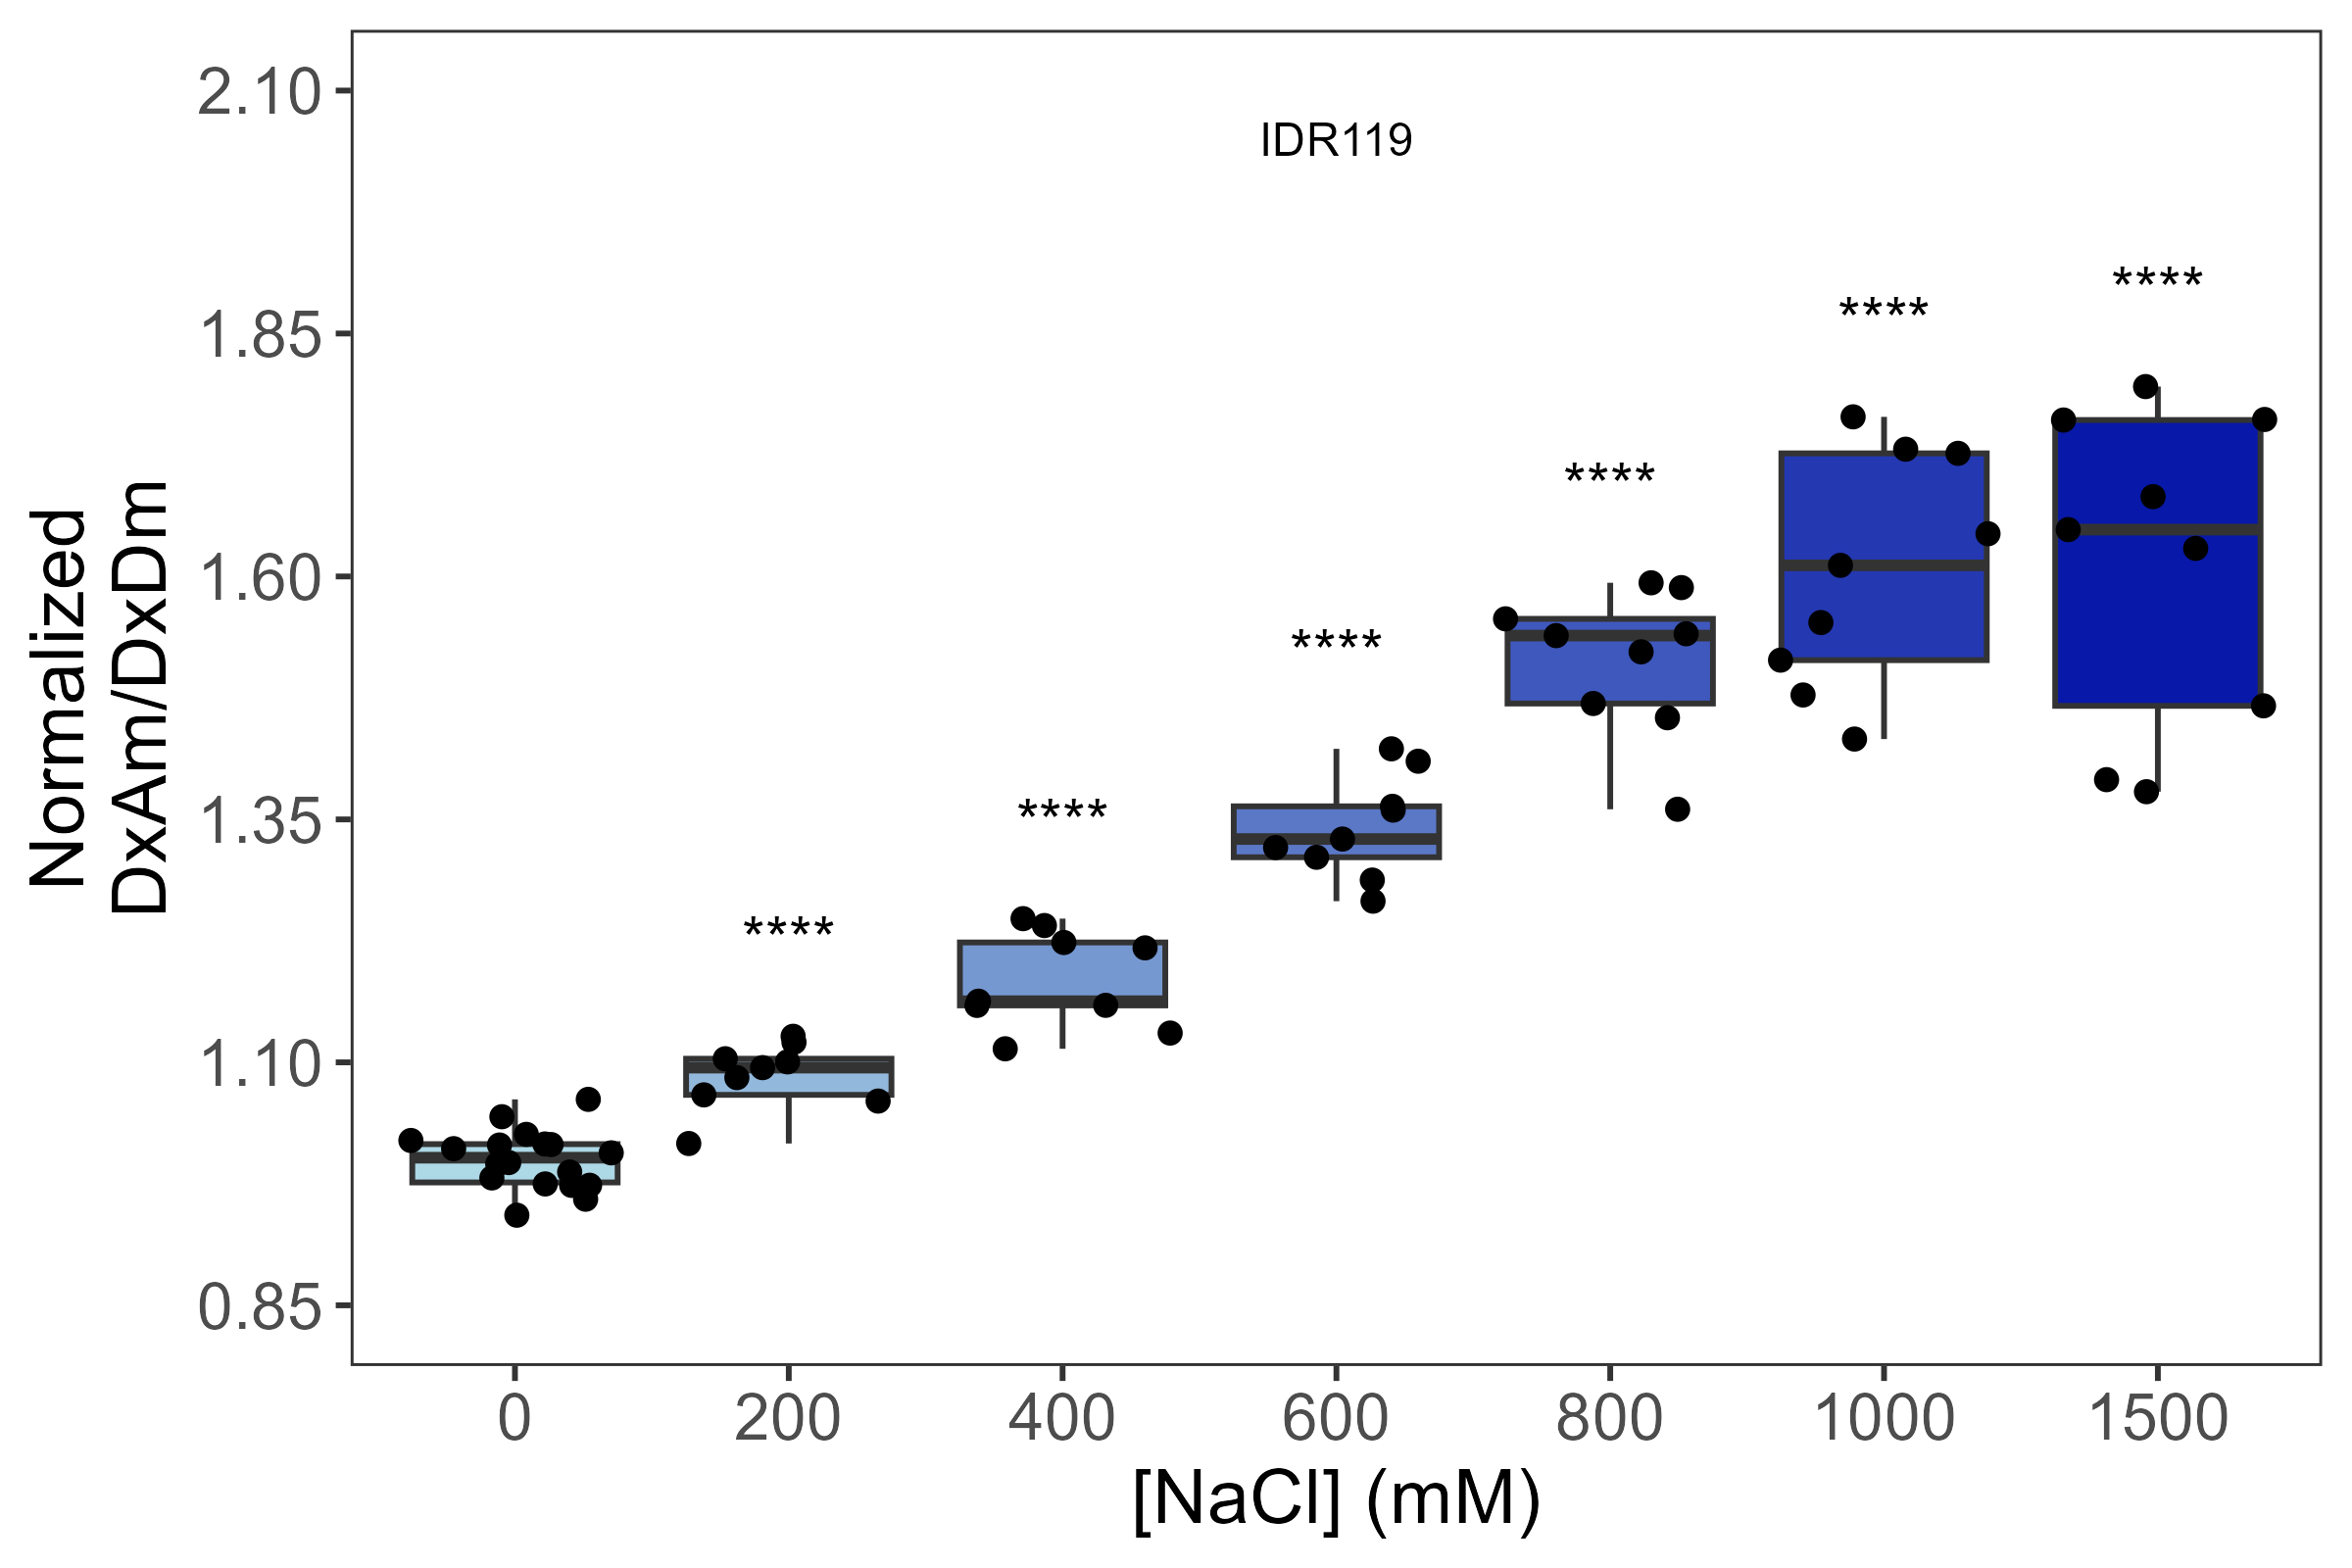 IDR119
****
****
****
****
****
****
2.10
1.85
1.60
1.35
1.10
0.85
Normalized
DxAm/DxDm
0 200 400 600 800 1000 1500
[NaCl] (mM)